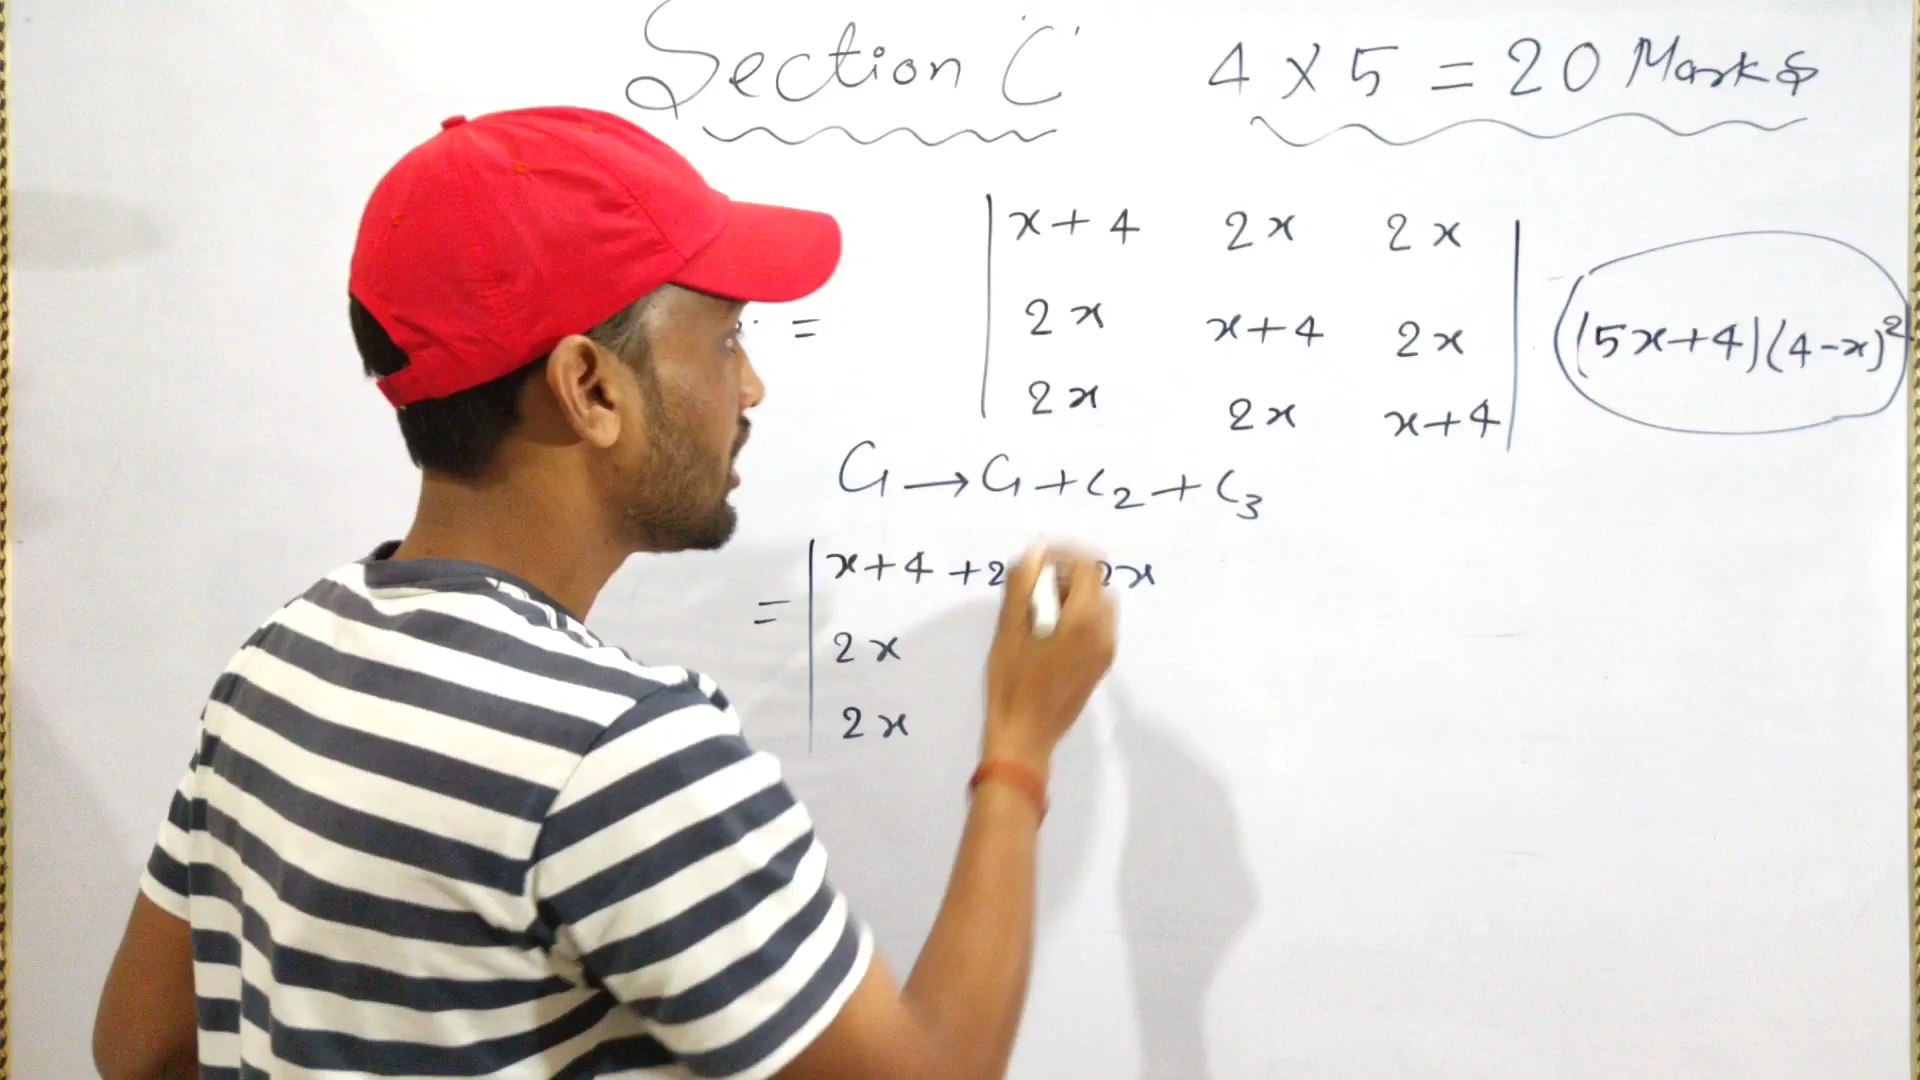 Section C 4 x 5 = 20 Marks
x+4 2x 2x
= 2x x+4 2x (5x+4)(4-x)²
2x 2x x+4
C1 → C1 + C2 + C3
x+4 +2 2x
=
2x
2x